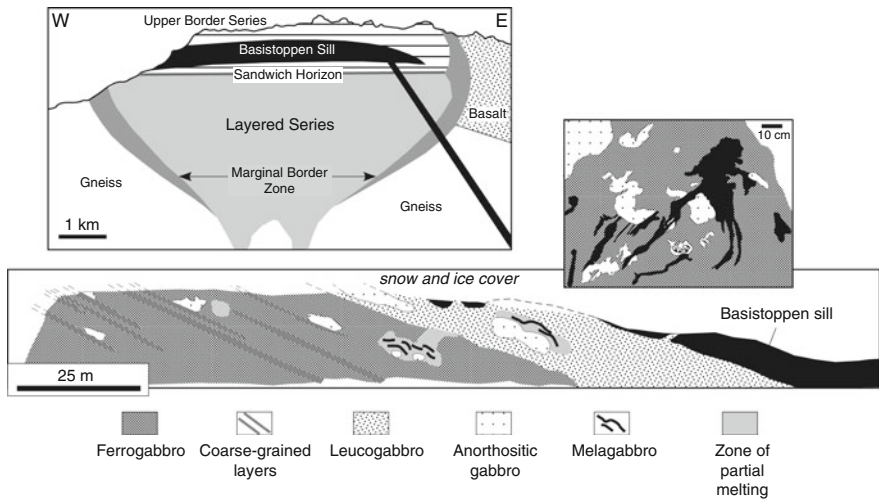 W
E
Upper Border Series
Basistoppen Sill
Sandwich Horizon
Basalt
Layered Series
Marginal Border
Zone
Gneiss
Gneiss
1 km
10 cm
snow and ice cover
Basistoppen sill
25 m
Ferrogabbro
Coarse-grained
layers
Leucogabbro
Anorthositic
gabbro
Melagabbro
Zone of
partial
melting